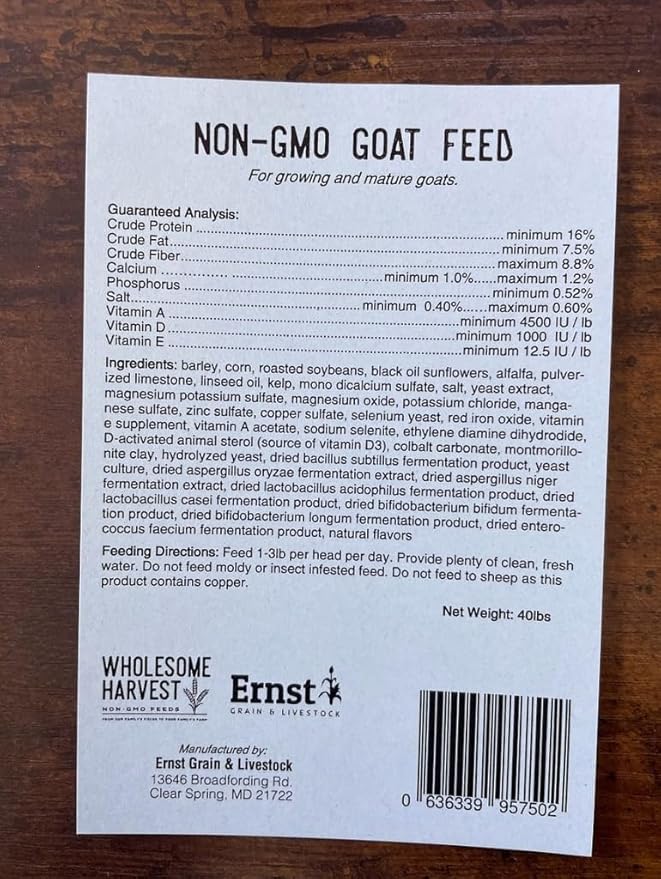 NON-GMO GOAT FEED
For growing and mature goats.
Guaranteed Analysis:
Crude Protein ........ minimum 16%
Crude Fat........ minimum 7.5%
Crude Fiber........ maximum 8.8%
Calcium ........ minimum 1.0%......maximum 1.2%
Phosphorus ........ minimum 0.52%
Salt........ minimum 0.40%......maximum 0.60%
Vitamin A ........minimum 4500 IU / lb
Vitamin D........minimum 1000 IU / lb
Vitamin E ........minimum 12.5 IU / lb
Ingredients: barley, corn, roasted soybeans, black oil sunflowers, alfalfa, pulver-
ized limestone, linseed oil, kelp, mono dicalcium sulfate, salt, yeast extract,
magnesium potassium sulfate, magnesium oxide, potassium chloride, manga-
nese sulfate, zinc sulfate, copper sulfate, selenium yeast, red iron oxide, vitamin
e supplement, vitamin A acetate, sodium selenite, ethylene diamine dihydrodide,
D-activated animal sterol (source of vitamin D3), colbalt carbonate, montmorillo-
nite clay, hydrolyzed yeast, dried bacillus subtillus fermentation product, yeast
culture, dried aspergillus oryzae fermentation extract, dried aspergillus niger
fermentation extract, dried lactobacillus acidophilus fermentation product, dried
lactobacillus casei fermentation product, dried bifidobacterium bifidum fermenta-
tion product, dried bifidobacterium longum fermentation product, dried entero-
coccus faecium fermentation product, natural flavors
Feeding Directions: Feed 1-3lb per head per day. Provide plenty of clean, fresh
water. Do not feed moldy or insect infested feed. Do not feed to sheep as this
product contains copper.
Net Weight: 40lbs
WHOLESOME
HARVEST
NON-GMO FEEDS
FROM OUR FAMILY'S FIELDS TO YOUR FAMILY'S FARM
Ernst
GRAIN & LIVESTOCK
Manufactured by:
Ernst Grain & Livestock
13646 Broadfording Rd.
Clear Spring, MD 21722
0 636339 957502